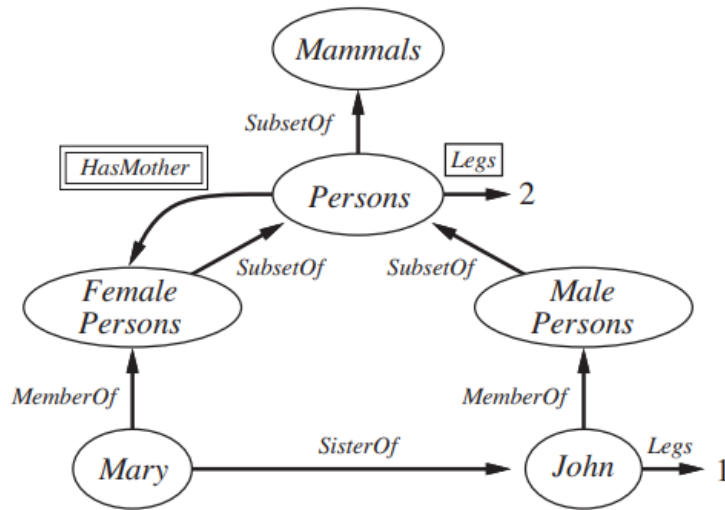 Mammals
SubsetOf
HasMother
Legs
Persons
2
SubsetOf
SubsetOf
Female
Persons
Male
Persons
MemberOf
MemberOf
SisterOf
Legs
Mary
John
1